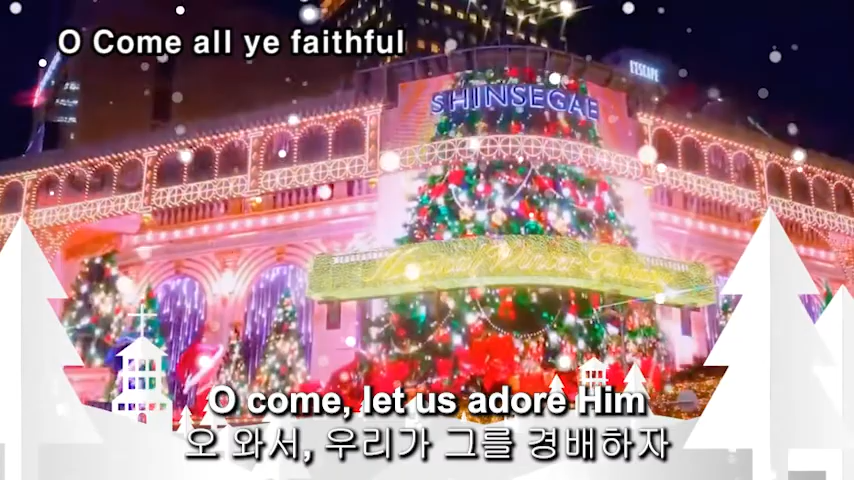 O Come all ye faithful
L'ESCAPE
SHINSEGAE
O come, let us adore Him
오 와서, 우리가 그를 경배하자